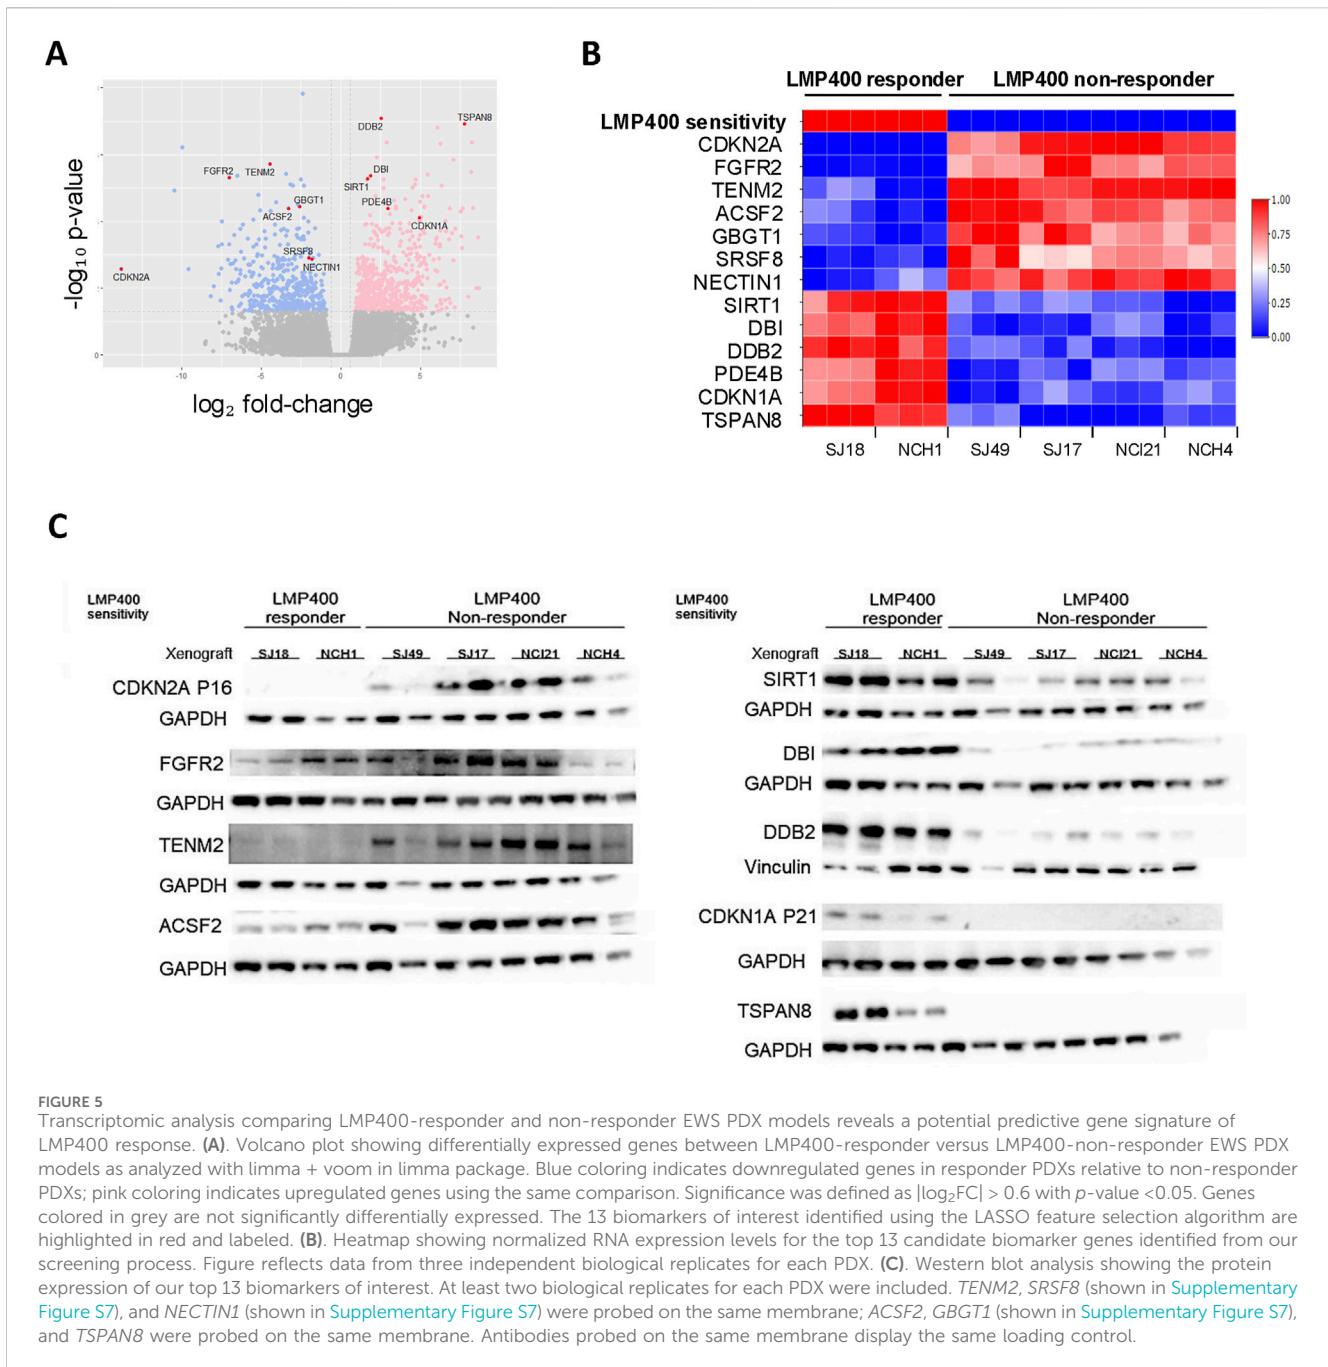 A
-log10 p-value
TSPAN8
DDB2
FGFR2
TENM2
DBI
SIRT1
GBGT1
PDE4B
ACSF2
CDKN1A
SRSF8
NECTIN1
CDKN2A
0
-10
-5
0
5
log2 fold-change
B
LMP400 responder
LMP400 non-responder
LMP400 sensitivity
CDKN2A
FGFR2
TENM2
ACSF2
GBGT1
SRSF8
NECTIN1
SIRT1
DBI
DDB2
PDE4B
CDKN1A
TSPAN8
1.00
0.75
0.50
0.25
0.00
SJ18 NCH1 SJ49 SJ17 NCI21 NCH4
C
LMP400 sensitivity
LMP400 responder
LMP400 Non-responder
Xenograft SJ18 NCH1 SJ49 SJ17 NCI21 NCH4
CDKN2A P16
GAPDH
FGFR2
GAPDH
TENM2
GAPDH
ACSF2
GAPDH
LMP400 sensitivity
LMP400 responder
LMP400 Non-responder
Xenograft SJ18 NCH1 SJ49 SJ17 NCI21 NCH4
SIRT1
GAPDH
DBI
GAPDH
DDB2
Vinculin
CDKN1A P21
GAPDH
TSPAN8
GAPDH
FIGURE 5
Transcriptomic analysis comparing LMP400-responder and non-responder EWS PDX models reveals a potential predictive gene signature of
LMP400 response. (A). Volcano plot showing differentially expressed genes between LMP400-responder versus LMP400-non-responder EWS PDX
models as analyzed with limma + voom in limma package. Blue coloring indicates downregulated genes in responder PDXs relative to non-responder
PDXs; pink coloring indicates upregulated genes using the same comparison. Significance was defined as |log₂FC| > 0.6 with p-value <0.05. Genes
colored in grey are not significantly differentially expressed. The 13 biomarkers of interest identified using the LASSO feature selection algorithm are
highlighted in red and labeled. (B). Heatmap showing normalized RNA expression levels for the top 13 candidate biomarker genes identified from our
screening process. Figure reflects data from three independent biological replicates for each PDX. (C). Western blot analysis showing the protein
expression of our top 13 biomarkers of interest. At least two biological replicates for each PDX were included. TENM2, SRSF8 (shown in Supplementary
Figure S7), and NECTIN1 (shown in Supplementary Figure S7) were probed on the same membrane; ACSF2, GBGT1 (shown in Supplementary Figure S7),
and TSPAN8 were probed on the same membrane. Antibodies probed on the same membrane display the same loading control.